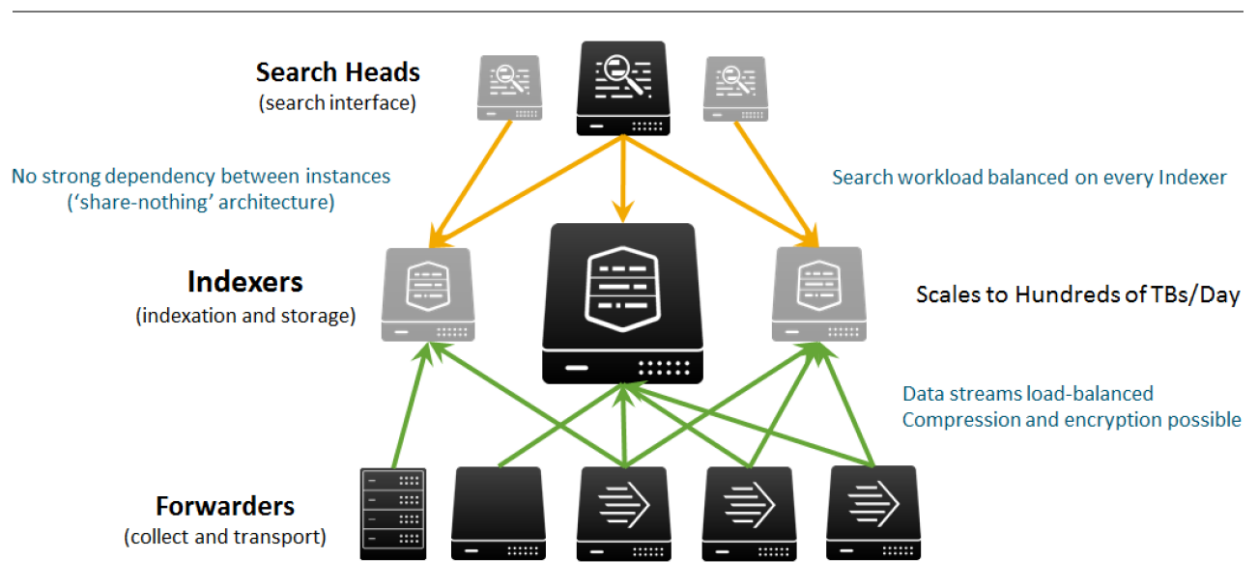 Search Heads
(search interface)
No strong dependency between instances
(‘share-nothing’ architecture)
Search workload balanced on every Indexer
Indexers
(indexation and storage)
Scales to Hundreds of TBs/Day
Data streams load-balanced
Compression and encryption possible
Forwarders
(collect and transport)